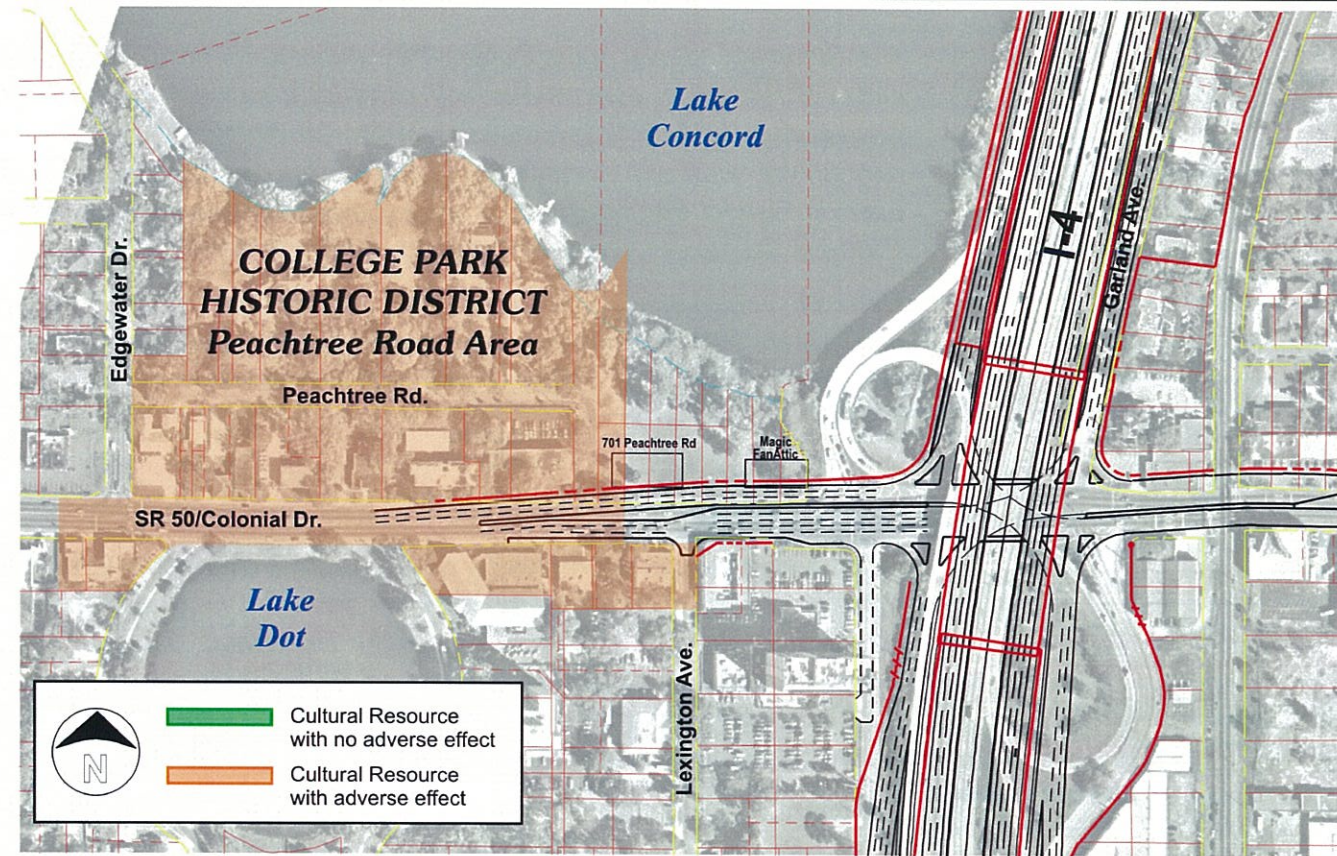 Lake
Concord
I-4
Garland Ave.
Edgewater Dr.
COLLEGE PARK
HISTORIC DISTRICT
Peachtree Road Area
Peachtree Rd.
701 Peachtree Rd
Magic
FanAttic
SR 50/Colonial Dr.
Lake
Dot
Lexington Ave.
N
Cultural Resource
with no adverse effect
Cultural Resource
with adverse effect